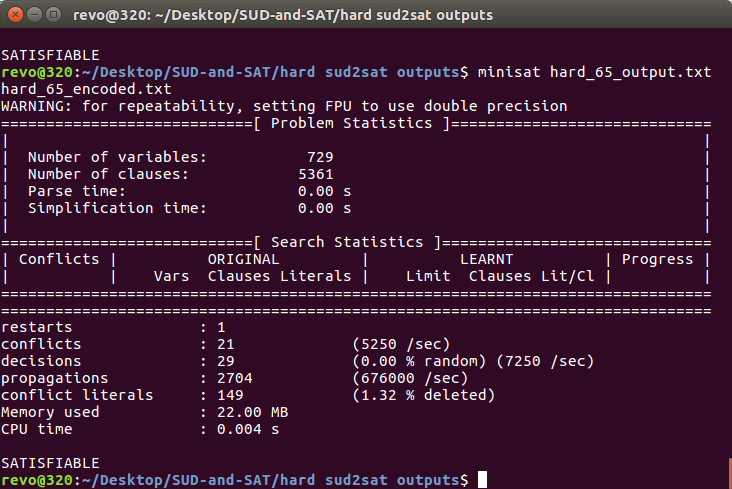 revo@320: ~/Desktop/SUD-and-SAT/hard sud2sat outputs
SATISFIABLE
revo@320:~/Desktop/SUD-and-SAT/hard sud2sat outputs$ minisat hard_65_output.txt
hard_65_encoded.txt
WARNING: for repeatability, setting FPU to use double precision
============================[ Problem Statistics ]=============================
|                                                                             |
|  Number of variables:           729                                         |
|  Number of clauses:            5361                                         |
|  Parse time:                   0.00 s                                       |
|  Simplification time:          0.00 s                                       |
|                                                                             |
============================[ Search Statistics ]==============================
| Conflicts |          ORIGINAL         |          LEARNT          | Progress |
|           |    Vars  Clauses Literals |    Limit  Clauses Lit/Cl |          |
===============================================================================
===============================================================================
restarts              : 1
conflicts             : 21             (5250 /sec)
decisions             : 29             (0.00 % random) (7250 /sec)
propagations          : 2704           (676000 /sec)
conflict literals     : 149            (1.32 % deleted)
Memory used           : 22.00 MB
CPU time              : 0.004 s
SATISFIABLE
revo@320:~/Desktop/SUD-and-SAT/hard sud2sat outputs$